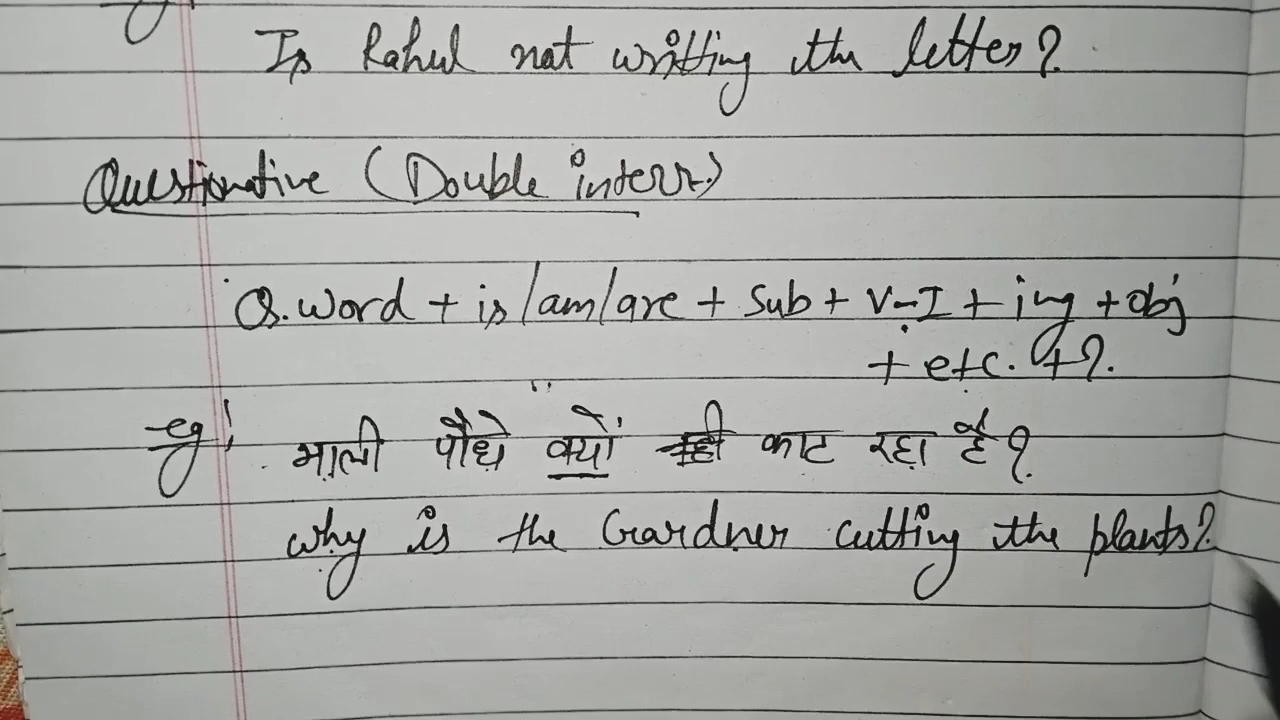 Is Rahul not writting the letter?
Questionative (Double interr.)
Q. word + is/am/are + Sub + V-I + ing + obj
+ etc. + ?.
eg:
माली पौधे क्यों नही काट रहा है?
why is the Gardner cutting the plants?